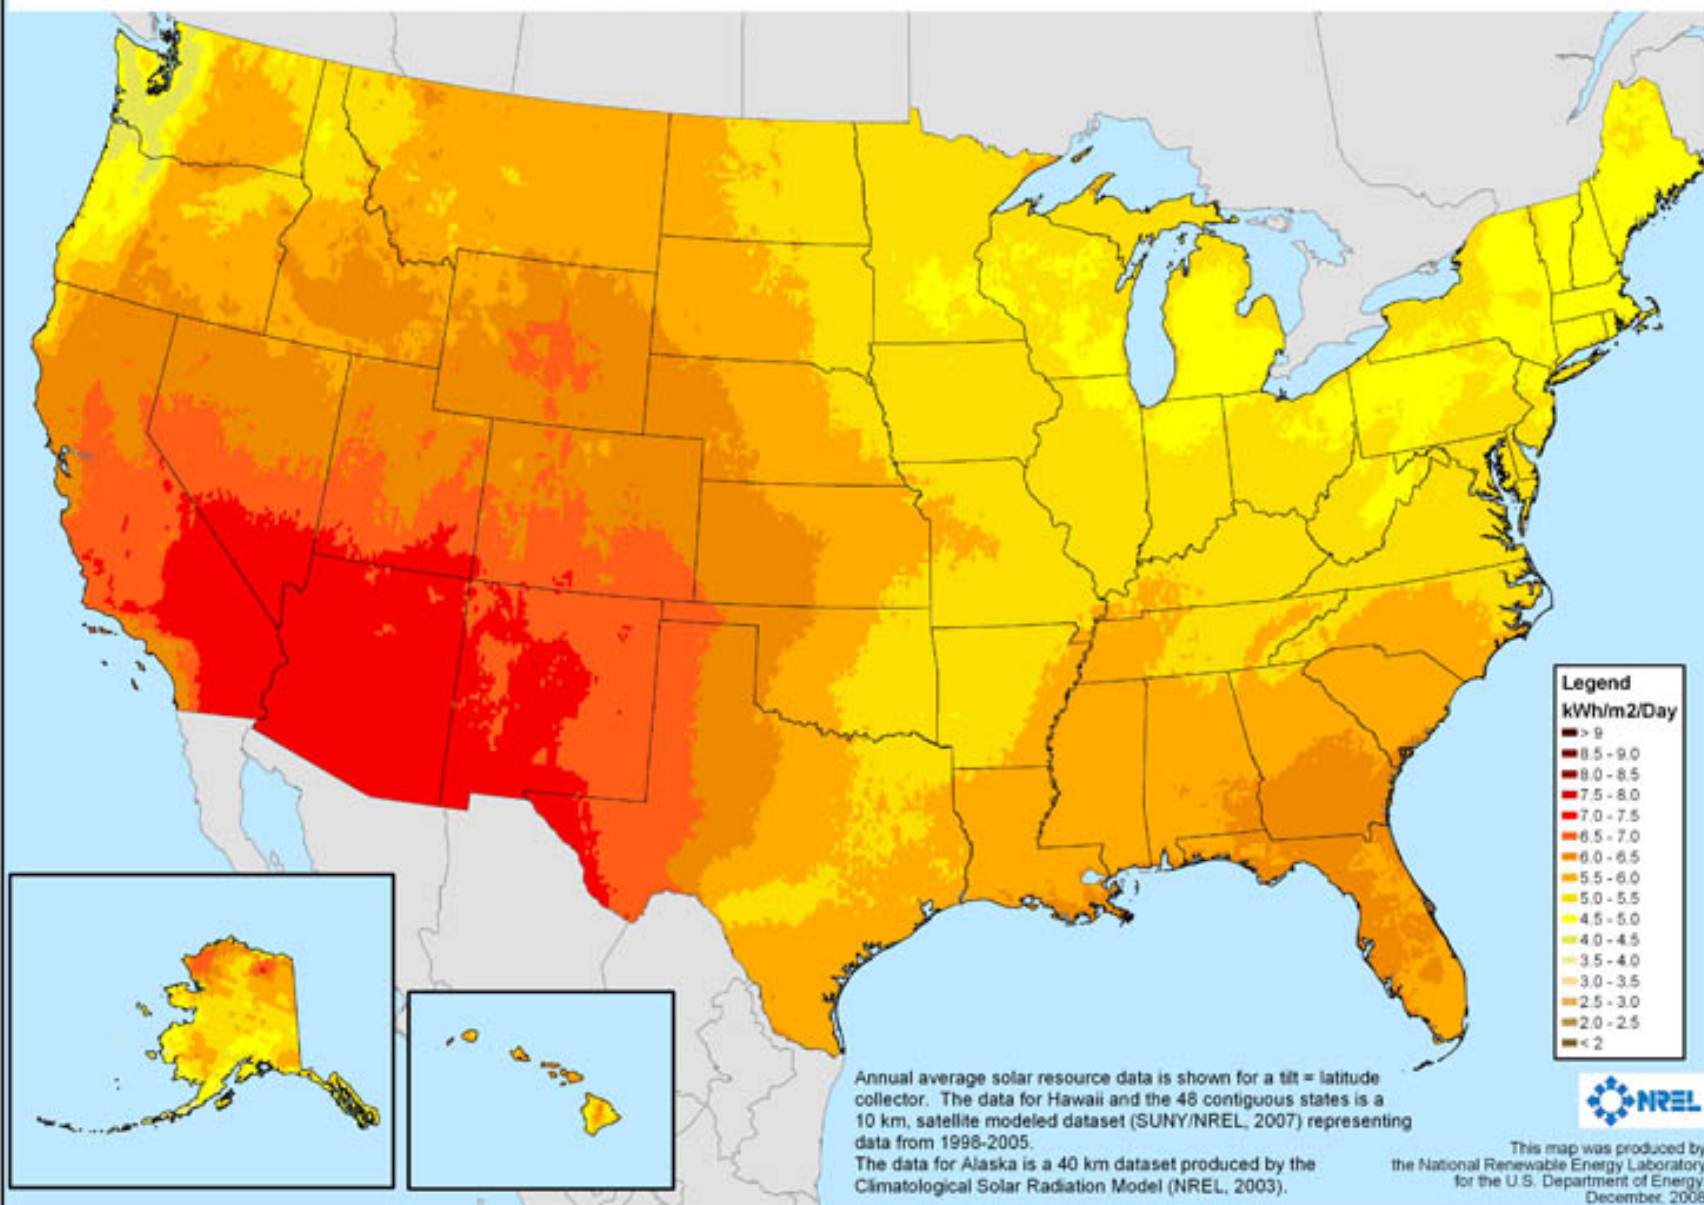 Legend
kWh/m2/Day
> 9
8.5 - 9.0
8.0 - 8.5
7.5 - 8.0
7.0 - 7.5
6.5 - 7.0
6.0 - 6.5
5.5 - 6.0
5.0 - 5.5
4.5 - 5.0
4.0 - 4.5
3.5 - 4.0
3.0 - 3.5
2.5 - 3.0
2.0 - 2.5
< 2
Annual average solar resource data is shown for a tilt = latitude
collector. The data for Hawaii and the 48 contiguous states is a
10 km, satellite modeled dataset (SUNY/NREL, 2007) representing
data from 1998-2005.
The data for Alaska is a 40 km dataset produced by the
Climatological Solar Radiation Model (NREL, 2003).
NREL
This map was produced by
the National Renewable Energy Laboratory
for the U.S. Department of Energy
December, 2008